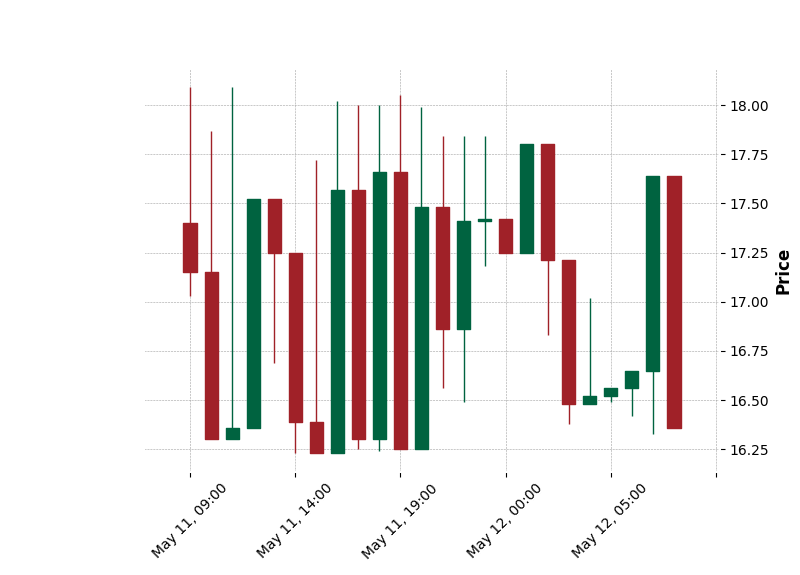 18.00
17.75
17.50
17.25
17.00
16.75
16.50
16.25
Price
May 11, 09:00
May 11, 14:00
May 11, 19:00
May 12, 00:00
May 12, 05:00